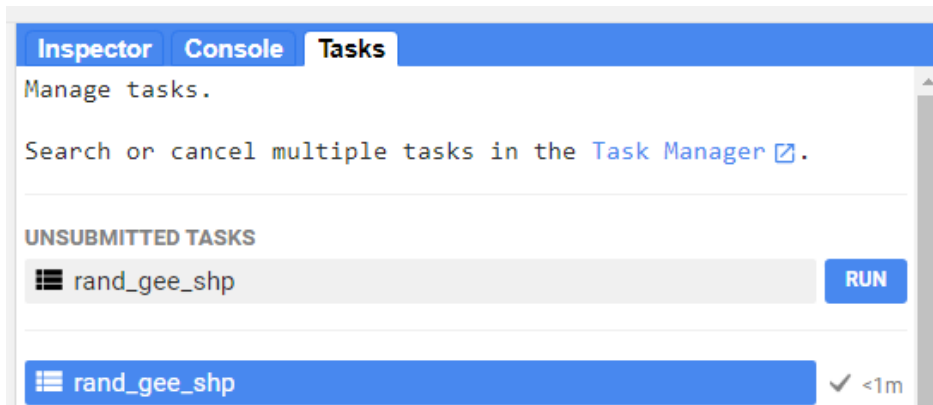 Inspector Console Tasks
Manage tasks.
Search or cancel multiple tasks in the Task Manager.
UNSUBMITTED TASKS
rand_gee_shp RUN
rand_gee_shp <1m